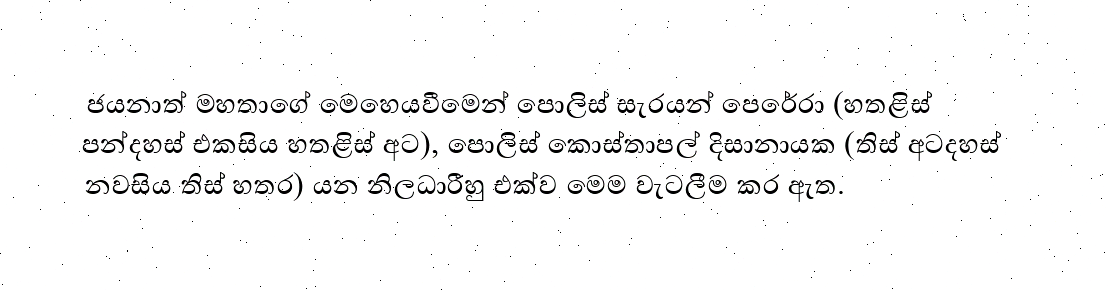 ජයනාත් මහතාගේ මෙහෙයවීමෙන් පොලිස් සැරයන් පෙරේරා (හතළිස්
පන්දහස් එකසිය හතළිස් අට), පොලිස් කොස්තාපල් දිසානායක (තිස් අටදහස්
නවසිය තිස් හතර) යන නිලධාරීහු එක්ව මෙම වැටලීම කර ඇත.